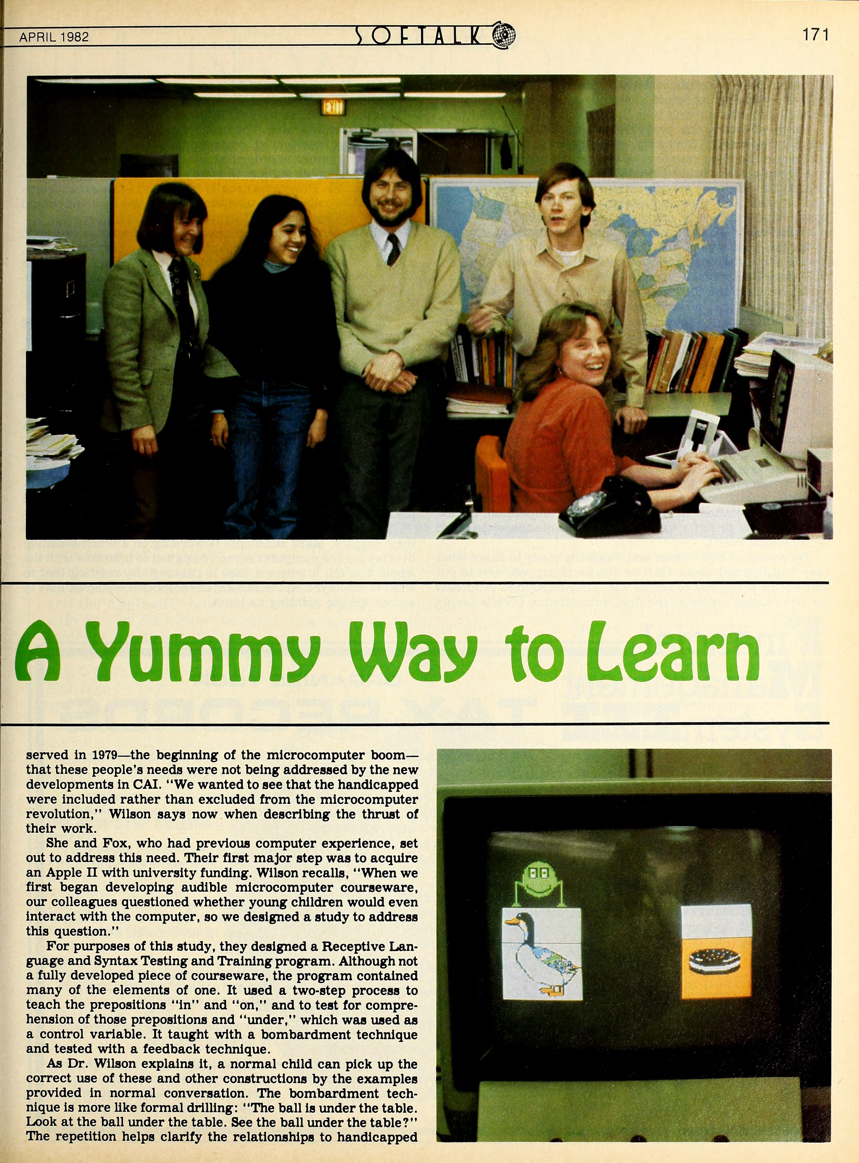 APRIL 1982
SOFTALK
171
EXIT
A Yummy Way to Learn
served in 1979—the beginning of the microcomputer boom—
that these people's needs were not being addressed by the new
developments in CAI. "We wanted to see that the handicapped
were included rather than excluded from the microcomputer
revolution," Wilson says now when describing the thrust of
their work.
She and Fox, who had previous computer experience, set
out to address this need. Their first major step was to acquire
an Apple II with university funding. Wilson recalls, "When we
first began developing audible microcomputer courseware,
our colleagues questioned whether young children would even
interact with the computer, so we designed a study to address
this question."
For purposes of this study, they designed a Receptive Lan-
guage and Syntax Testing and Training program. Although not
a fully developed piece of courseware, the program contained
many of the elements of one. It used a two-step process to
teach the prepositions "in" and "on," and to test for compre-
hension of those prepositions and "under," which was used as
a control variable. It taught with a bombardment technique
and tested with a feedback technique.
As Dr. Wilson explains it, a normal child can pick up the
correct use of these and other constructions by the examples
provided in normal conversation. The bombardment tech-
nique is more like formal drilling: "The ball is under the table.
Look at the ball under the table. See the ball under the table?"
The repetition helps clarify the relationships to handicapped